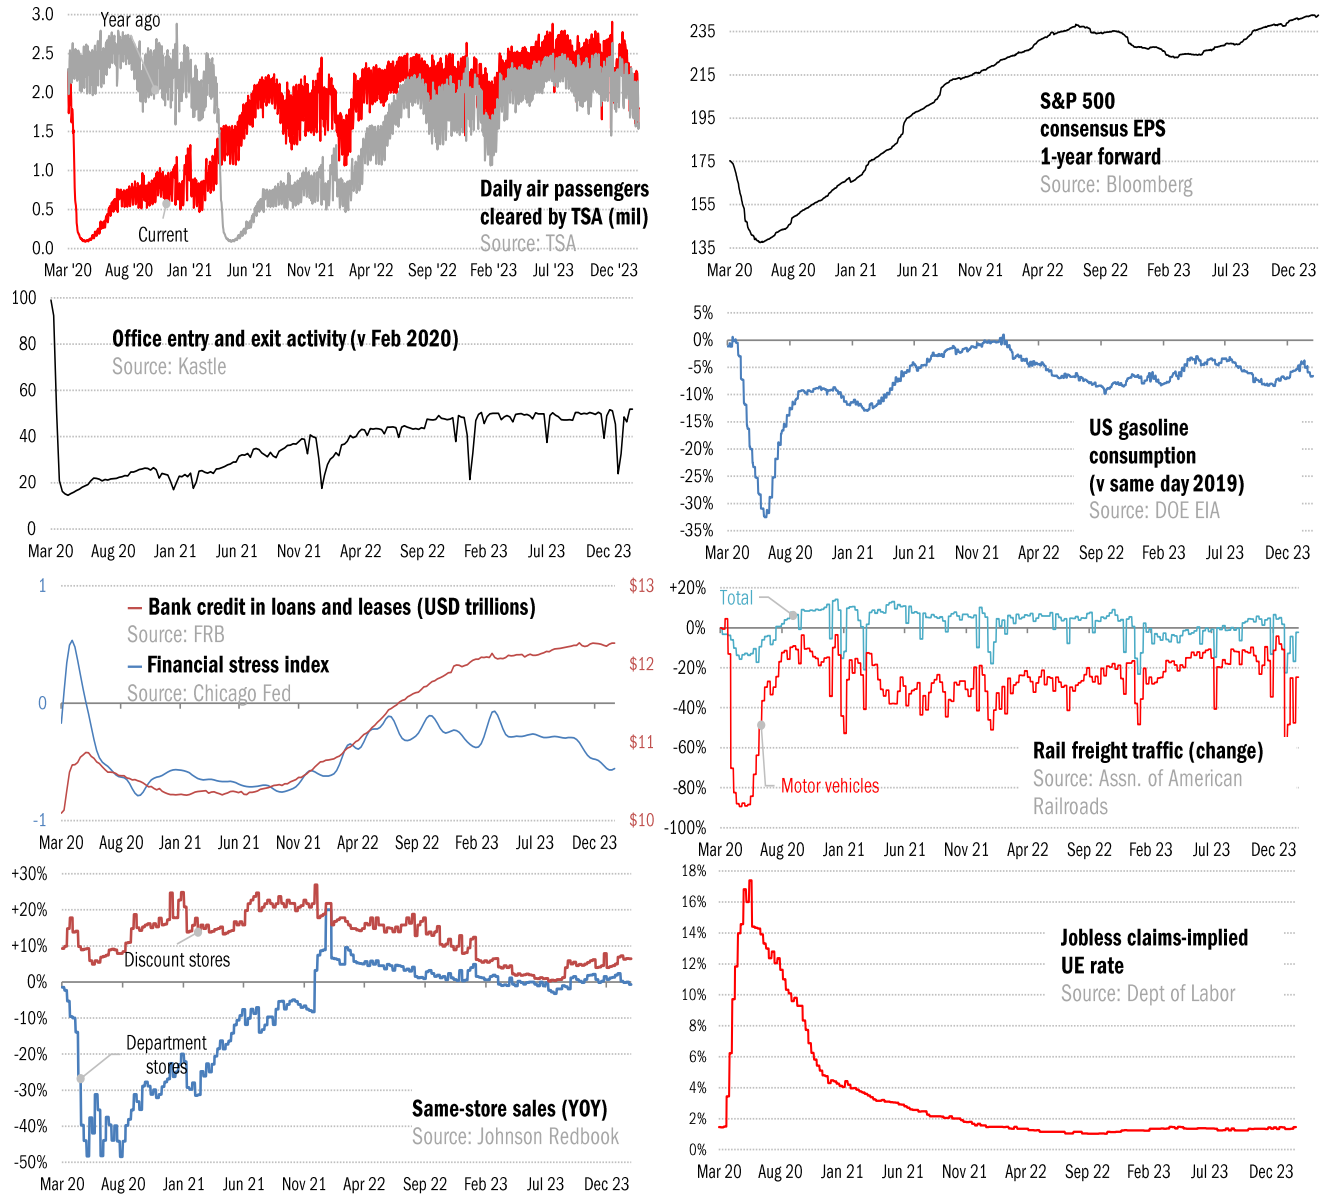 3.0
2.5
2.0
1.5
1.0
0.5
0.0
Year ago
Current
Daily air passengers
cleared by TSA (mil)
Source: TSA
Mar '20 Aug '20 Jan '21 Jun '21 Nov '21 Apr '22 Sep '22 Feb '23 Jul '23 Dec '23
235
215
195
175
155
135
S&P 500
consensus EPS
1-year forward
Source: Bloomberg
Mar 20 Aug 20 Jan 21 Jun 21 Nov 21 Apr 22 Sep 22 Feb 23 Jul 23 Dec 23
100
80
60
40
20
0
Office entry and exit activity (v Feb 2020)
Source: Kastle
Mar 20 Aug 20 Jan 21 Jun 21 Nov 21 Apr 22 Sep 22 Feb 23 Jul 23 Dec 23
5%
0%
-5%
-10%
-15%
-20%
-25%
-30%
-35%
US gasoline
consumption
(v same day 2019)
Source: DOE EIA
Mar 20 Aug 20 Jan 21 Jun 21 Nov 21 Apr 22 Sep 22 Feb 23 Jul 23 Dec 23
1
0
-1
Bank credit in loans and leases (USD trillions)
Source: FRB
Financial stress index
Source: Chicago Fed
$13
$12
$11
$10
Mar 20 Aug 20 Jan 21 Jun 21 Nov 21 Apr 22 Sep 22 Feb 23 Jul 23 Dec 23
+20%
0%
-20%
-40%
-60%
-80%
-100%
Total
Motor vehicles
Rail freight traffic (change)
Source: Assn. of American
Railroads
Mar 20 Aug 20 Jan 21 Jun 21 Nov 21 Apr 22 Sep 22 Feb 23 Jul 23 Dec 23
+30%
+20%
+10%
0%
-10%
-20%
-30%
-40%
-50%
Discount stores
Department
stores
Same-store sales (YOY)
Source: Johnson Redbook
Mar 20 Aug 20 Jan 21 Jun 21 Nov 21 Apr 22 Sep 22 Feb 23 Jul 23 Dec 23
18%
16%
14%
12%
10%
8%
6%
4%
2%
0%
Jobless claims-implied
UE rate
Source: Dept of Labor
Mar 20 Aug 20 Jan 21 Jun 21 Nov 21 Apr 22 Sep 22 Feb 23 Jul 23 Dec 23